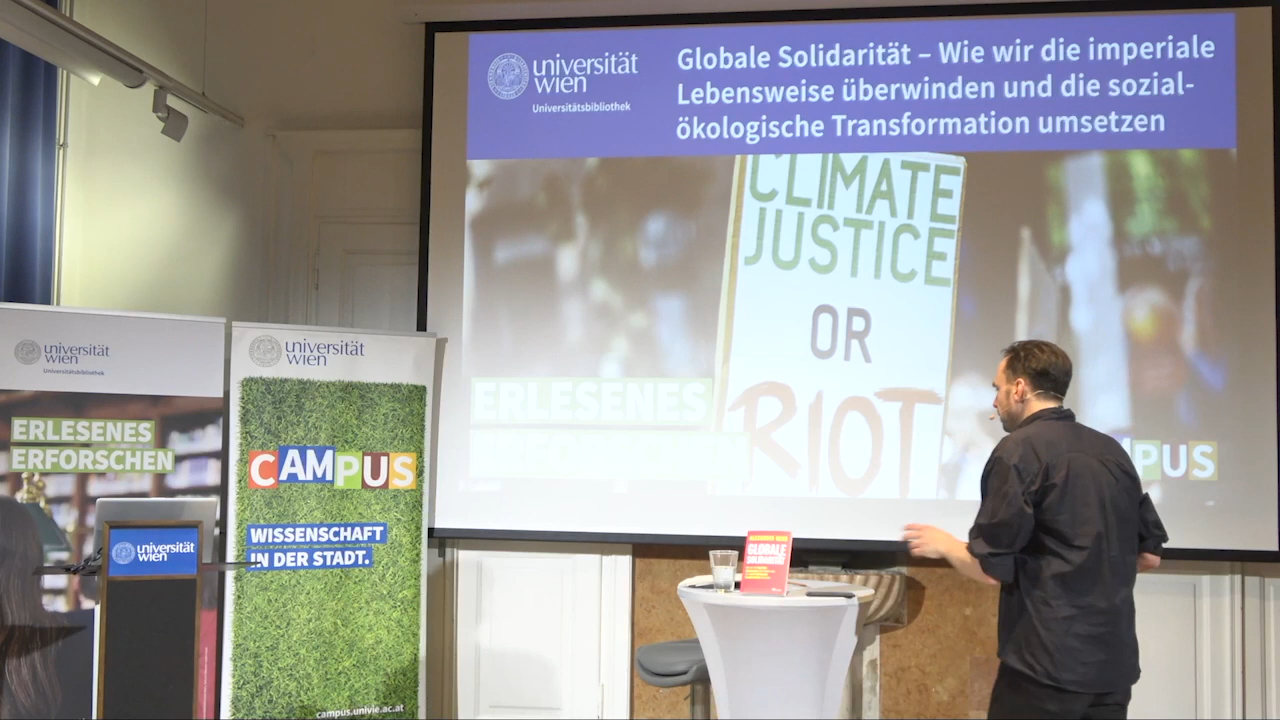 universität
wien
Universitätsbibliothek
Globale Solidarität – Wie wir die imperiale
Lebensweise überwinden und die sozial-
ökologische Transformation umsetzen
CLIMATE
JUSTICE
OR
RIOT
ERLESENES
PUS
universität
wien
Universitätsbibliothek
ERLESENES
ERFORSCHEN
universität
wien
universität
wien
CAMPUS
WISSENSCHAFT
IN DER STADT.
campus.univie.ac.at
GLOBALE
SOLIDARITÄT